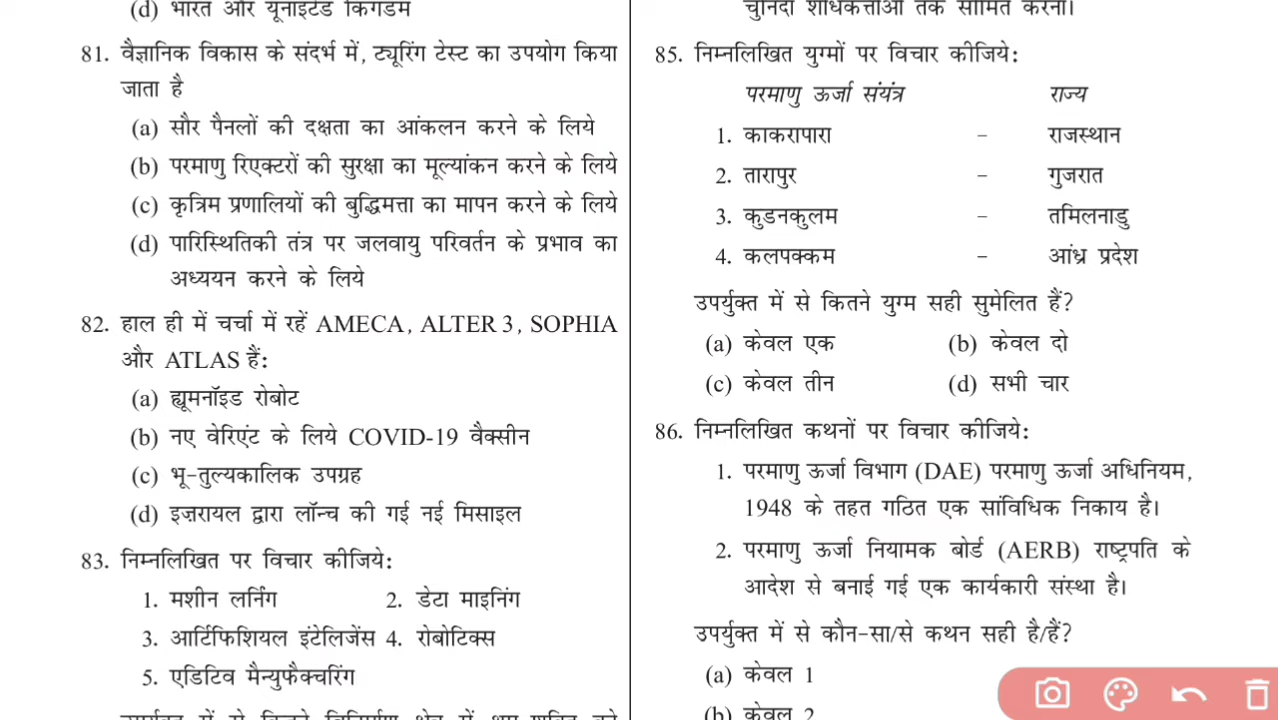 (d) भारत और यूनाइटेड किंगडम
81. वैज्ञानिक विकास के संदर्भ में, ट्यूरिंग टेस्ट का उपयोग किया
जाता है
(a) सौर पैनलों की दक्षता का आंकलन करने के लिये
(b) परमाणु रिएक्टरों की सुरक्षा का मूल्यांकन करने के लिये
(c) कृत्रिम प्रणालियों की बुद्धिमत्ता का मापन करने के लिये
(d) पारिस्थितिकी तंत्र पर जलवायु परिवर्तन के प्रभाव का
अध्ययन करने के लिये
82. हाल ही में चर्चा में रहें AMECA, ALTER 3, SOPHIA
और ATLAS हैं:
(a) ह्यूमनॉइड रोबोट
(b) नए वेरिएंट के लिये COVID-19 वैक्सीन
(c) भू-तुल्यकालिक उपग्रह
(d) इज़रायल द्वारा लॉन्च की गई नई मिसाइल
83. निम्नलिखित पर विचार कीजिये:
1. मशीन लर्निंग 2. डेटा माइनिंग
3. आर्टिफिशियल इंटेलिजेंस 4. रोबोटिक्स
5. एडिटिव मैन्युफैक्चरिंग
चुनिंदा शोधकर्त्ताओं तक सीमित करना।
85. निम्नलिखित युग्मों पर विचार कीजिये:
परमाणु ऊर्जा संयंत्र राज्य
1. काकरापारा – राजस्थान
2. तारापुर – गुजरात
3. कुडनकुलम – तमिलनाडु
4. कलपक्कम – आंध्र प्रदेश
उपर्युक्त में से कितने युग्म सही सुमेलित हैं?
(a) केवल एक (b) केवल दो
(c) केवल तीन (d) सभी चार
86. निम्नलिखित कथनों पर विचार कीजिये:
1. परमाणु ऊर्जा विभाग (DAE) परमाणु ऊर्जा अधिनियम,
1948 के तहत गठित एक सांविधिक निकाय है।
2. परमाणु ऊर्जा नियामक बोर्ड (AERB) राष्ट्रपति के
आदेश से बनाई गई एक कार्यकारी संस्था है।
उपर्युक्त में से कौन-सा/से कथन सही है/हैं?
(a) केवल 1
(b) केवल 2